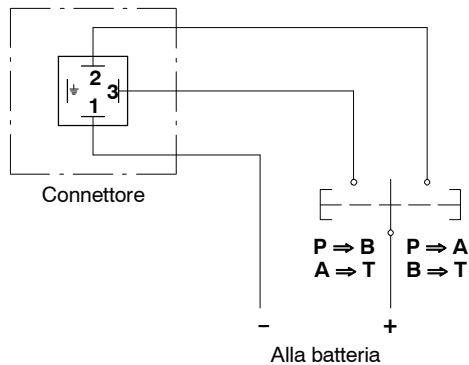 2
3
1
Connettore
P ⇒ B P ⇒ A
A ⇒ T B ⇒ T
- +
Alla batteria